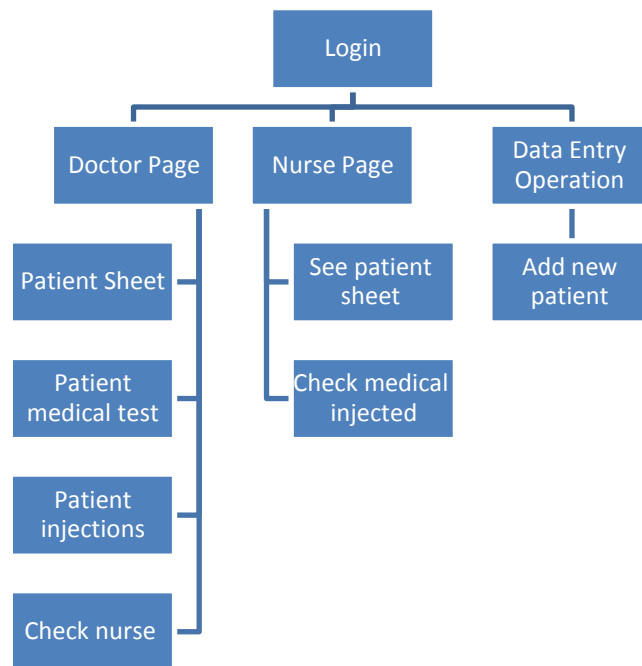 Login
Doctor Page
Nurse Page
Data Entry
Operation
Patient Sheet
See patient
sheet
Add new
patient
Patient
medical test
Check medical
injected
Patient
injections
Check nurse